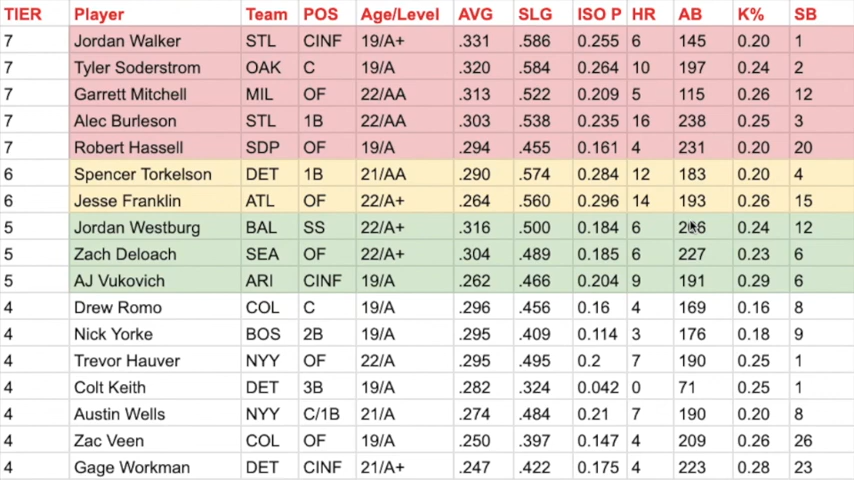 TIER Player Team POS Age/Level AVG SLG ISO P HR AB K% SB
7 Jordan Walker STL CINF 19/A+ .331 .586 0.255 6 145 0.20 1
7 Tyler Soderstrom OAK C 19/A .320 .584 0.264 10 197 0.24 2
7 Garrett Mitchell MIL OF 22/AA .313 .522 0.209 5 115 0.26 12
7 Alec Burleson STL 1B 22/AA .303 .538 0.235 16 238 0.25 3
7 Robert Hassell SDP OF 19/A .294 .455 0.161 4 231 0.20 20
6 Spencer Torkelson DET 1B 21/AA .290 .574 0.284 12 183 0.20 4
6 Jesse Franklin ATL OF 22/A+ .264 .560 0.296 14 193 0.26 15
5 Jordan Westburg BAL SS 22/A+ .316 .500 0.184 6 0.24 12
5 Zach Deloach SEA OF 22/A+ .304 .489 0.185 6 227 0.23 6
5 AJ Vukovich ARI CINF 19/A .262 .466 0.204 9 191 0.29 6
4 Drew Romo COL C 19/A .296 .456 0.16 4 169 0.16 8
4 Nick Yorke BOS 2B 19/A .295 .409 0.114 3 176 0.18 9
4 Trevor Hauver NYY OF 22/A .295 .495 0.2 7 190 0.25 1
4 Colt Keith DET 3B 19/A .282 .324 0.042 0 71 0.25 1
4 Austin Wells NYY C/1B 21/A .274 .484 0.21 7 190 0.20 8
4 Zac Veen COL OF 19/A .250 .397 0.147 4 209 0.26 26
4 Gage Workman DET CINF 21/A+ .247 .422 0.175 4 223 0.28 23